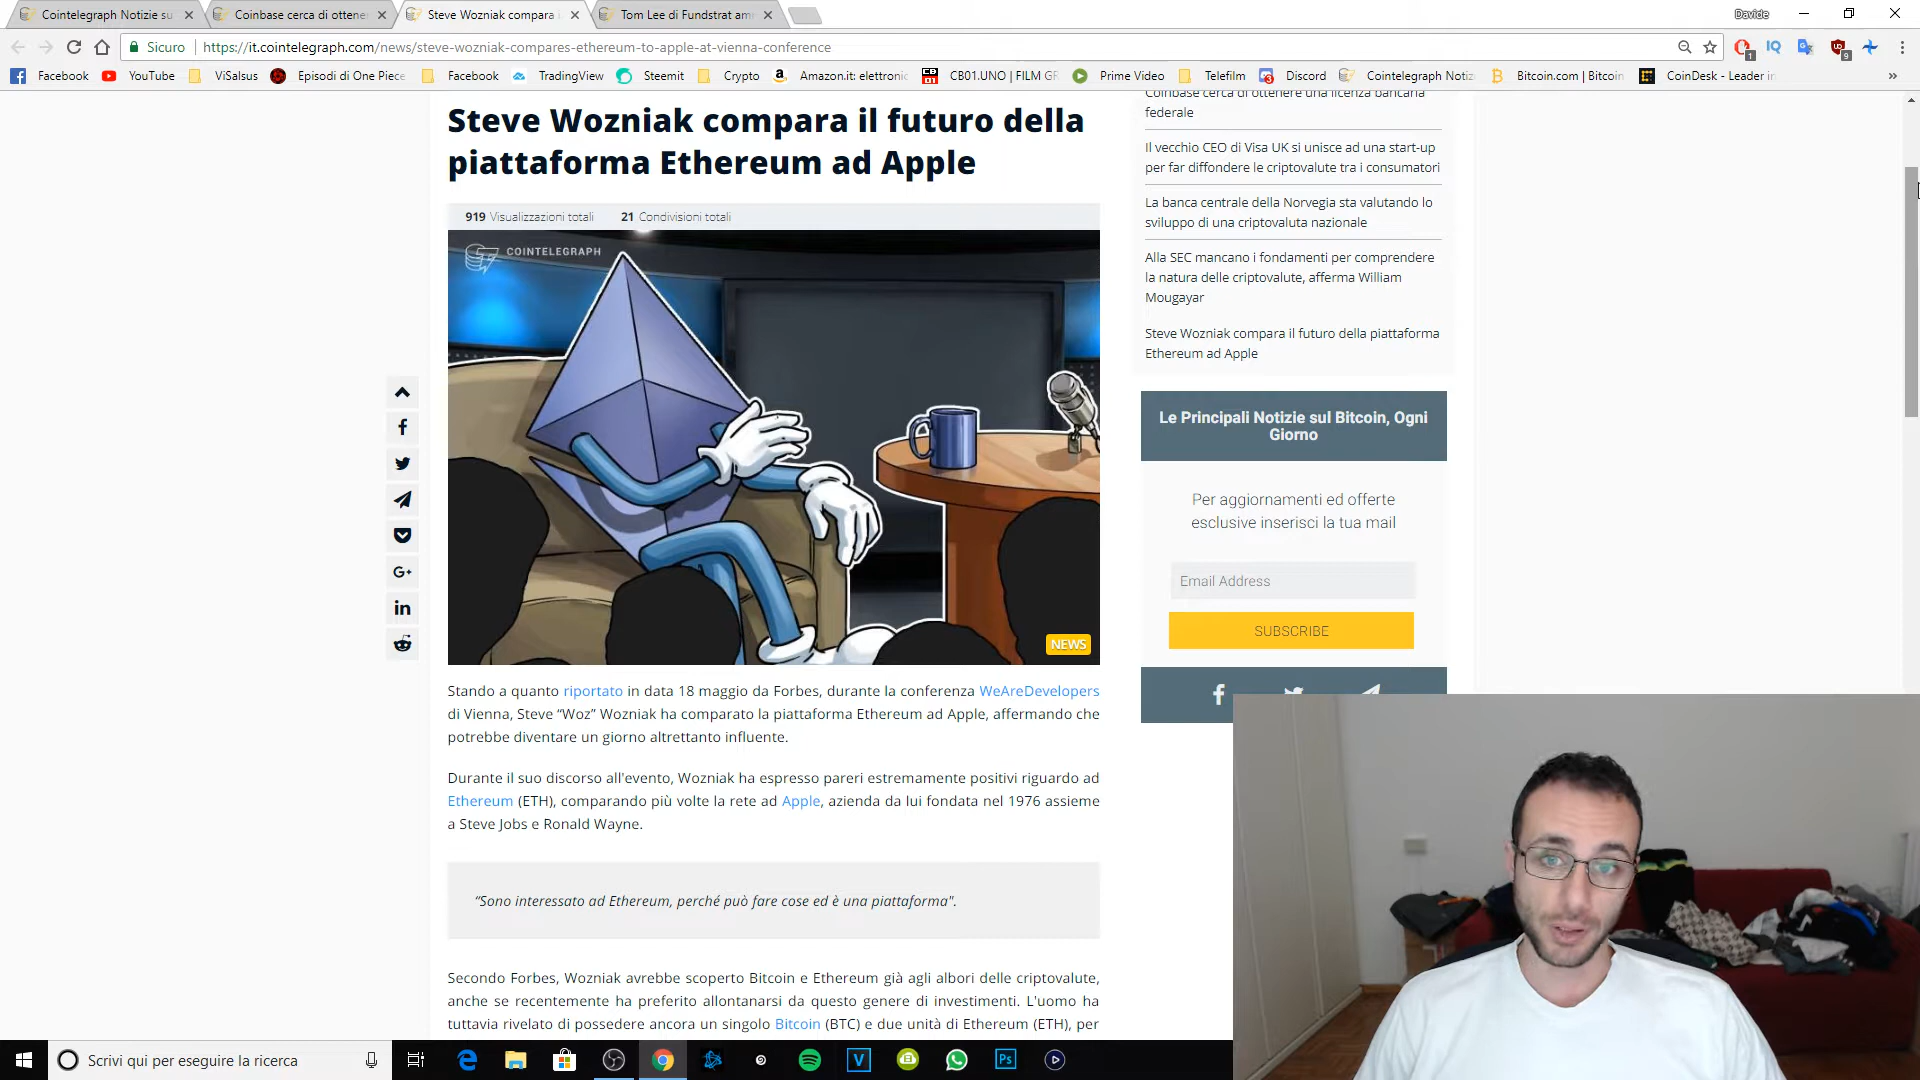 Cointelegraph Notizie su
Coinbase cerca di ottener
Steve Wozniak compara i
Tom Lee di Fundstrat am
Davide
Sicuro
https://it.cointelegraph.com/news/steve-wozniak-compares-ethereum-to-apple-at-vienna-conference
Facebook
YouTube
ViSalsus
Episodi di One Piece
Facebook
TradingView
Steemit
Crypto
Amazon.it: elettronic
CB01.UNO | FILM GR
Prime Video
Telefilm
Discord
Cointelegraph Notiz
Bitcoin.com | Bitcoin
CoinDesk - Leader in
Steve Wozniak compara il futuro della
piattaforma Ethereum ad Apple
919 Visualizzazioni totali 21 Condivisioni totali
COINTELEGRAPH
NEWS
Stando a quanto riportato in data 18 maggio da Forbes, durante la conferenza WeAreDevelopers
di Vienna, Steve “Woz” Wozniak ha comparato la piattaforma Ethereum ad Apple, affermando che
potrebbe diventare un giorno altrettanto influente.
Durante il suo discorso all'evento, Wozniak ha espresso pareri estremamente positivi riguardo ad
Ethereum (ETH), comparando più volte la rete ad Apple, azienda da lui fondata nel 1976 assieme
a Steve Jobs e Ronald Wayne.
“Sono interessato ad Ethereum, perché può fare cose ed è una piattaforma".
Secondo Forbes, Wozniak avrebbe scoperto Bitcoin e Ethereum già agli albori delle criptovalute,
anche se recentemente ha preferito allontanarsi da questo genere di investimenti. L'uomo ha
tuttavia rivelato di possedere ancora un singolo Bitcoin (BTC) e due unità di Ethereum (ETH), per
Coinbase cerca di ottenere una licenza bancaria
federale
Il vecchio CEO di Visa UK si unisce ad una start-up
per far diffondere le criptovalute tra i consumatori
La banca centrale della Norvegia sta valutando lo
sviluppo di una criptovaluta nazionale
Alla SEC mancano i fondamenti per comprendere
la natura delle criptovalute, afferma William
Mougayar
Steve Wozniak compara il futuro della piattaforma
Ethereum ad Apple
Le Principali Notizie sul Bitcoin, Ogni
Giorno
Per aggiornamenti ed offerte
esclusive inserisci la tua mail
Email Address
SUBSCRIBE
Scrivi qui per eseguire la ricerca